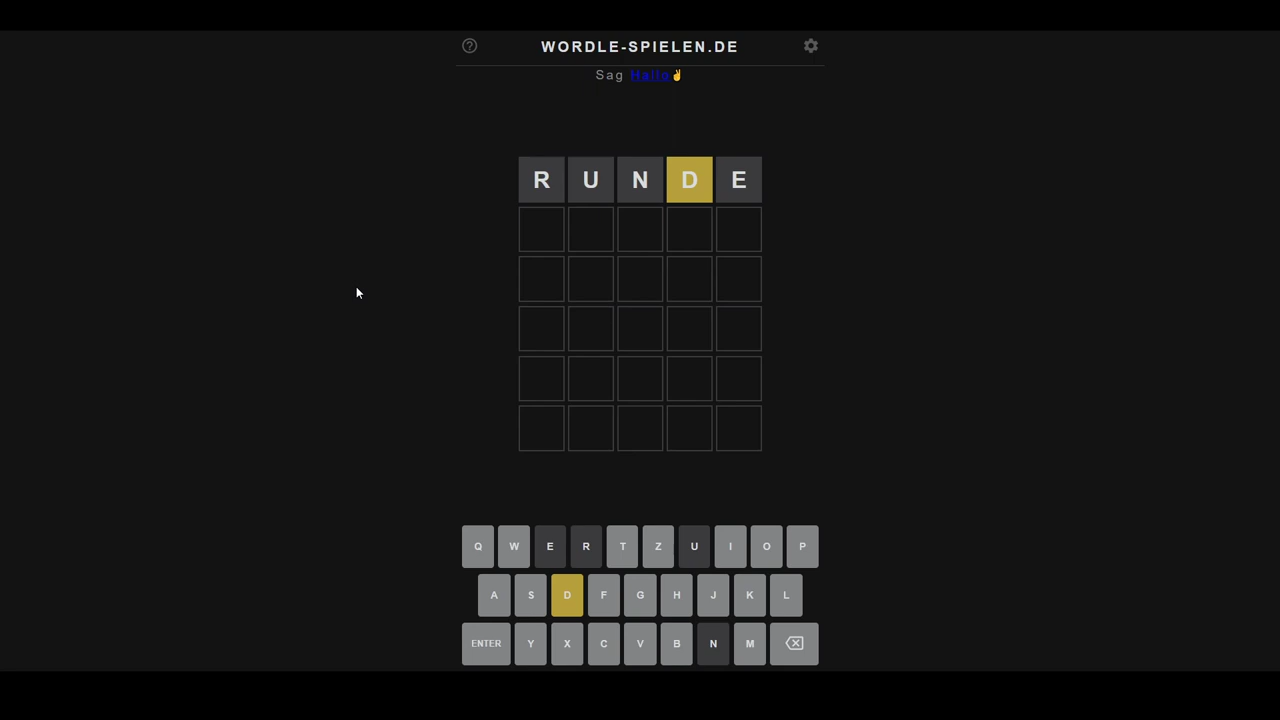 WORDLE-SPIELEN.DE
Sag Hallo✌
R U N D E
Q W E R T Z U I O P
A S D F G H J K L
ENTER Y X C V B N M